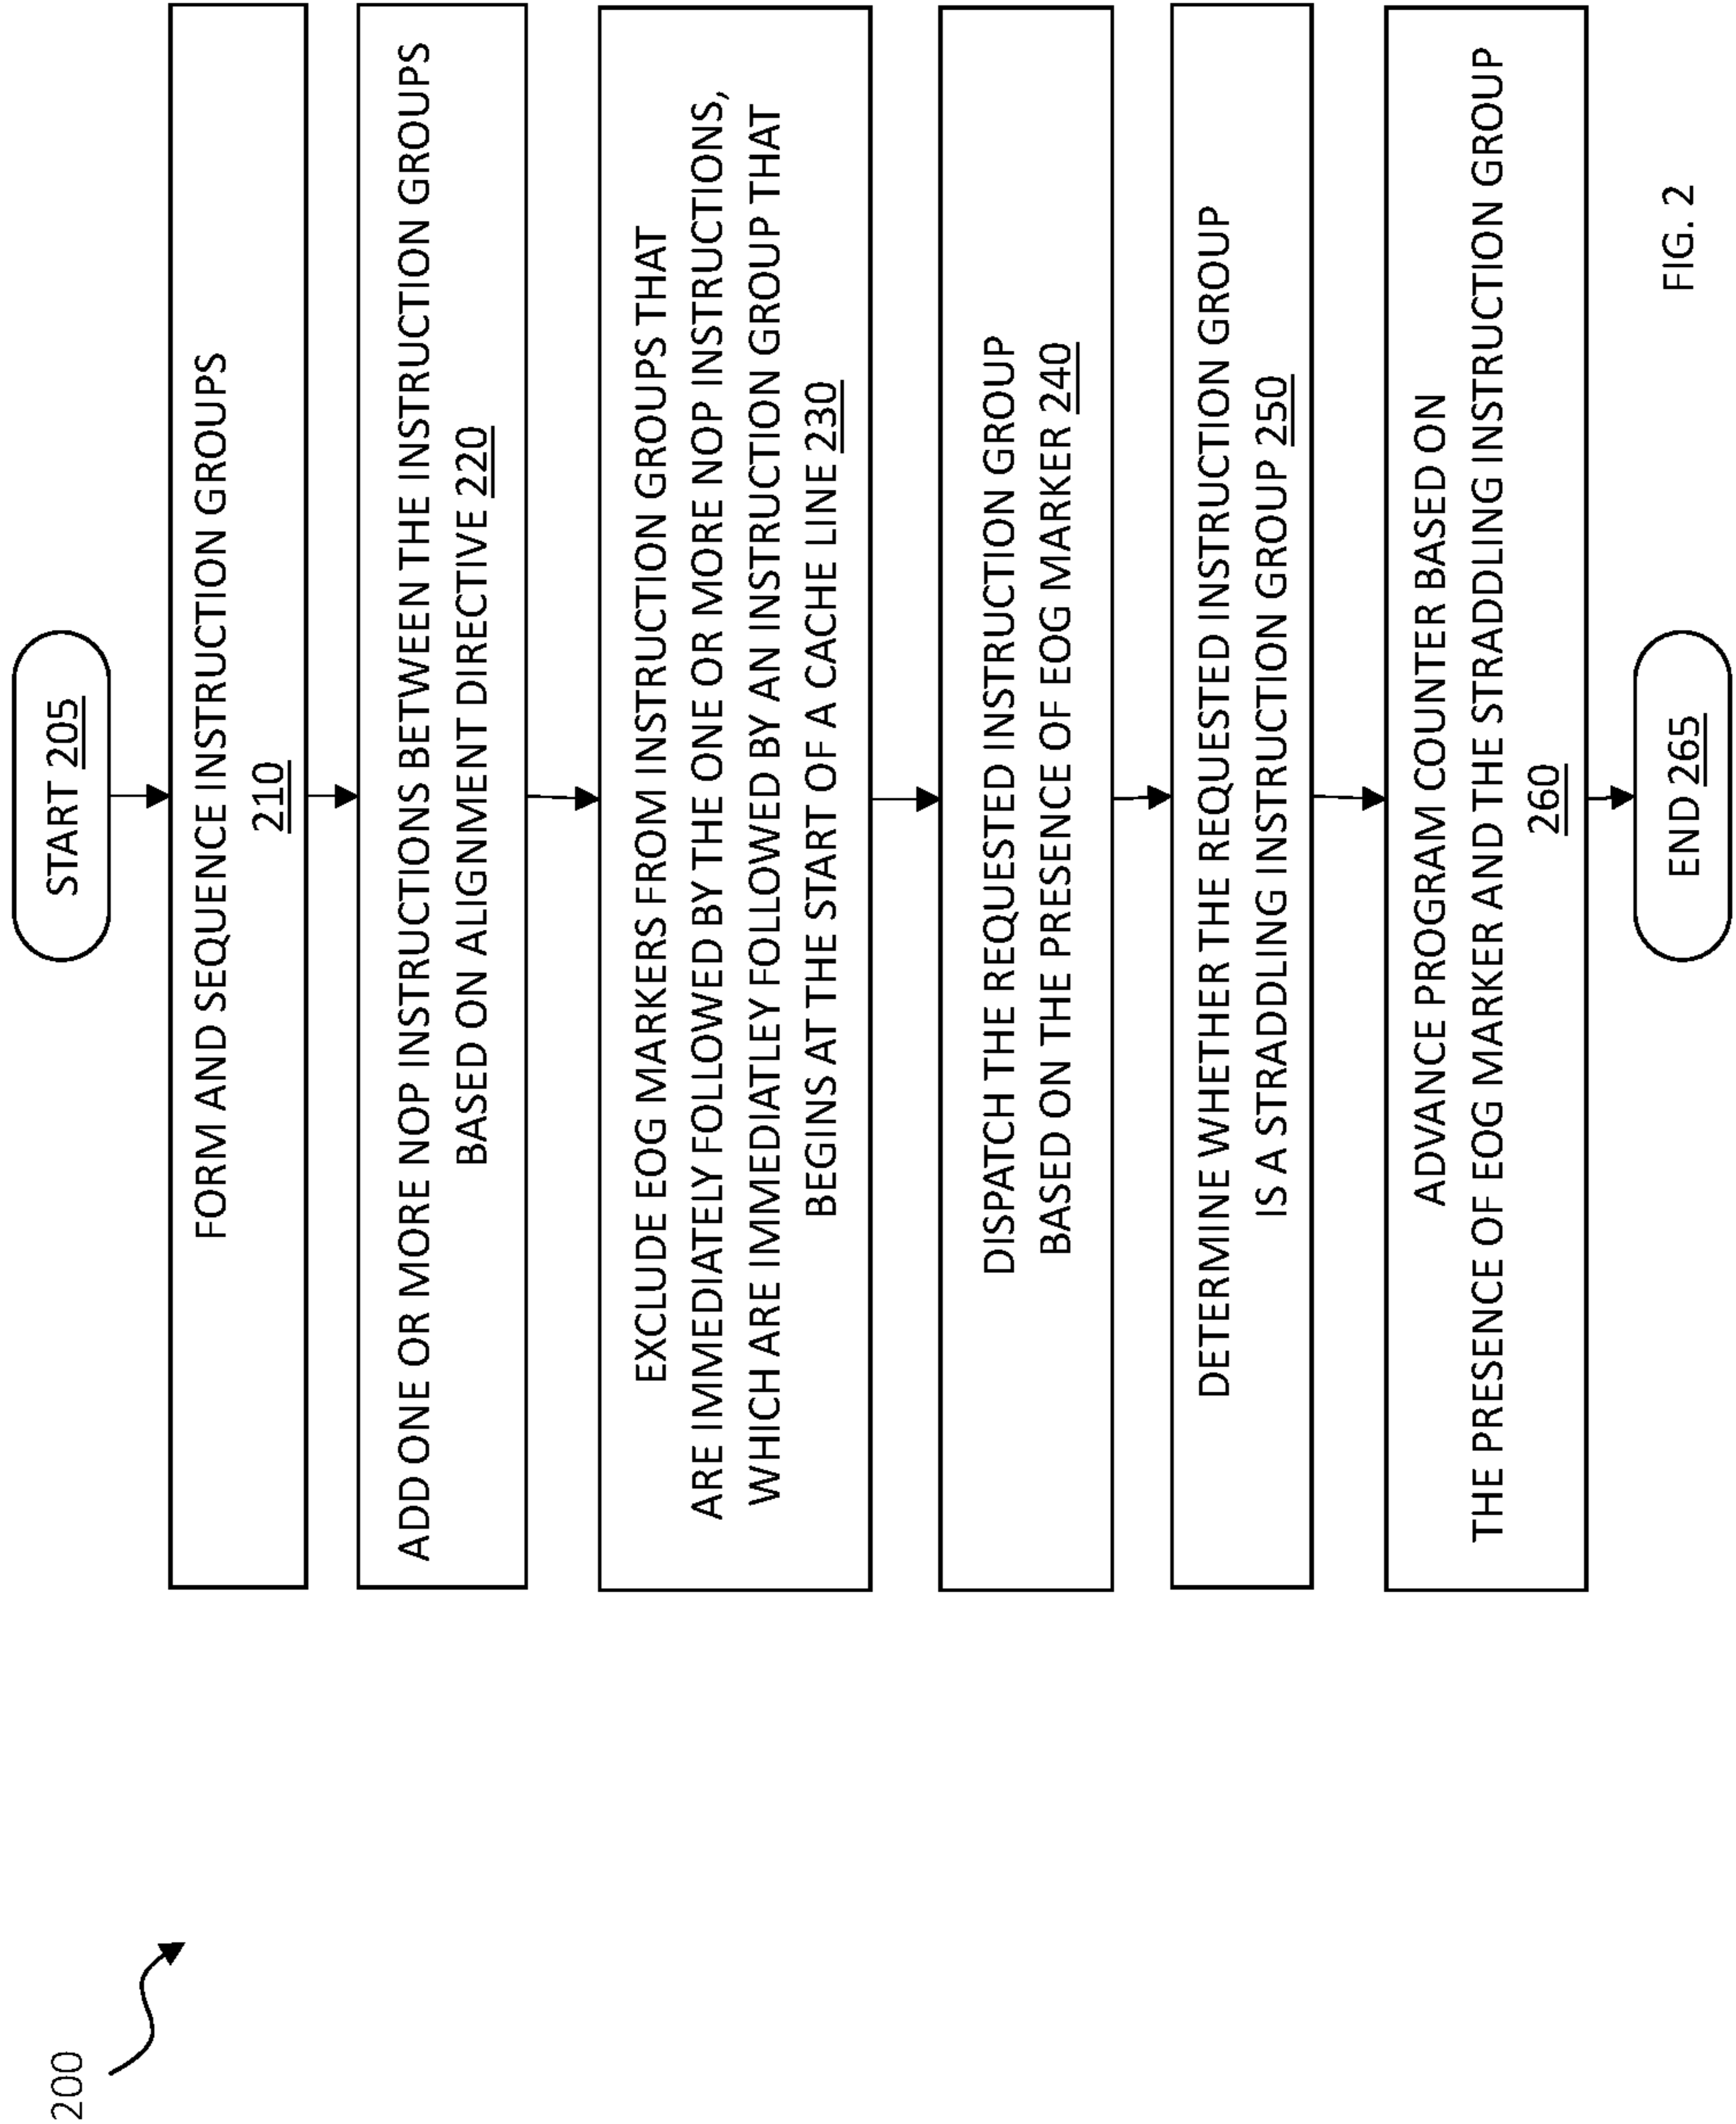 200
START 205
FORM AND SEQUENCE INSTRUCTION GROUPS
210
ADD ONE OR MORE NOP INSTRUCTIONS BETWEEN THE INSTRUCTION GROUPS
BASED ON ALIGNMENT DIRECTIVE 220
EXCLUDE EOG MARKERS FROM INSTRUCTION GROUPS THAT
ARE IMMEDIATELY FOLLOWED BY THE ONE OR MORE NOP INSTRUCTIONS,
WHICH ARE IMMEDIATLEY FOLLOWED BY AN INSTRUCTION GROUP THAT
BEGINS AT THE START OF A CACHE LINE 230
DISPATCH THE REQUESTED INSTRUCTION GROUP
BASED ON THE PRESENCE OF EOG MARKER 240
DETERMINE WHETHER THE REQUESTED INSTRUCTION GROUP
IS A STRADDLING INSTRUCTION GROUP 250
ADVANCE PROGRAM COUNTER BASED ON
THE PRESENCE OF EOG MARKER AND THE STRADDLING INSTRUCTION GROUP
260
END 265
FIG. 2